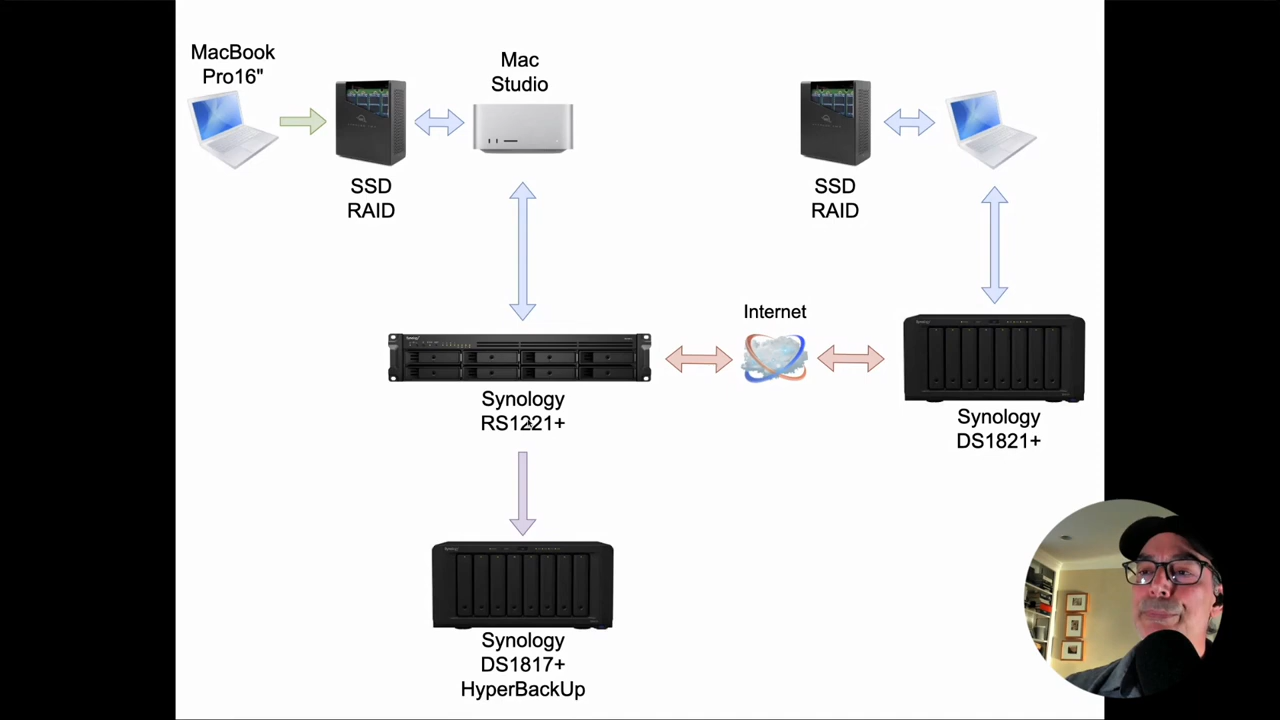 MacBook
Pro16"
Mac
Studio
SSD
RAID
SSD
RAID
Internet
Synology
RS1221+
Synology
DS1821+
Synology
DS1817+
HyperBackUp